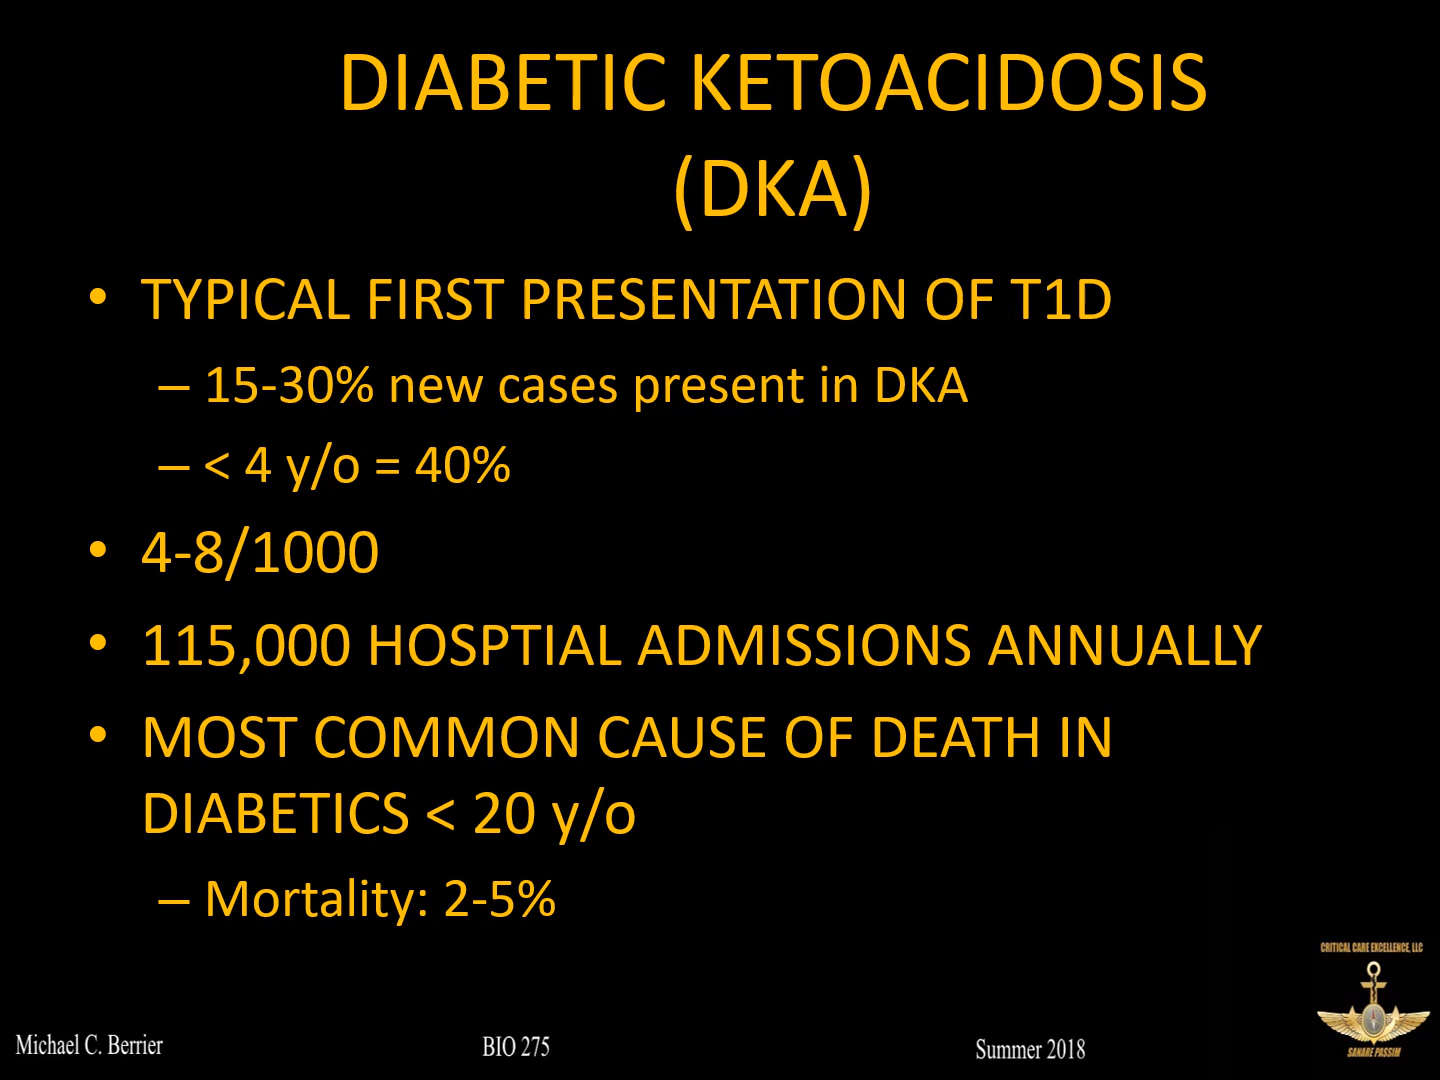 DIABETIC KETOACIDOSIS
(DKA)
• TYPICAL FIRST PRESENTATION OF T1D
– 15-30% new cases present in DKA
– < 4 y/o = 40%
• 4-8/1000
• 115,000 HOSPTIAL ADMISSIONS ANNUALLY
• MOST COMMON CAUSE OF DEATH IN
DIABETICS < 20 y/o
– Mortality: 2-5%
CRITICAL CARE EXCELLENCE, LLC
SANARE PASSIM
Michael C. Berrier
BIO 275
Summer 2018